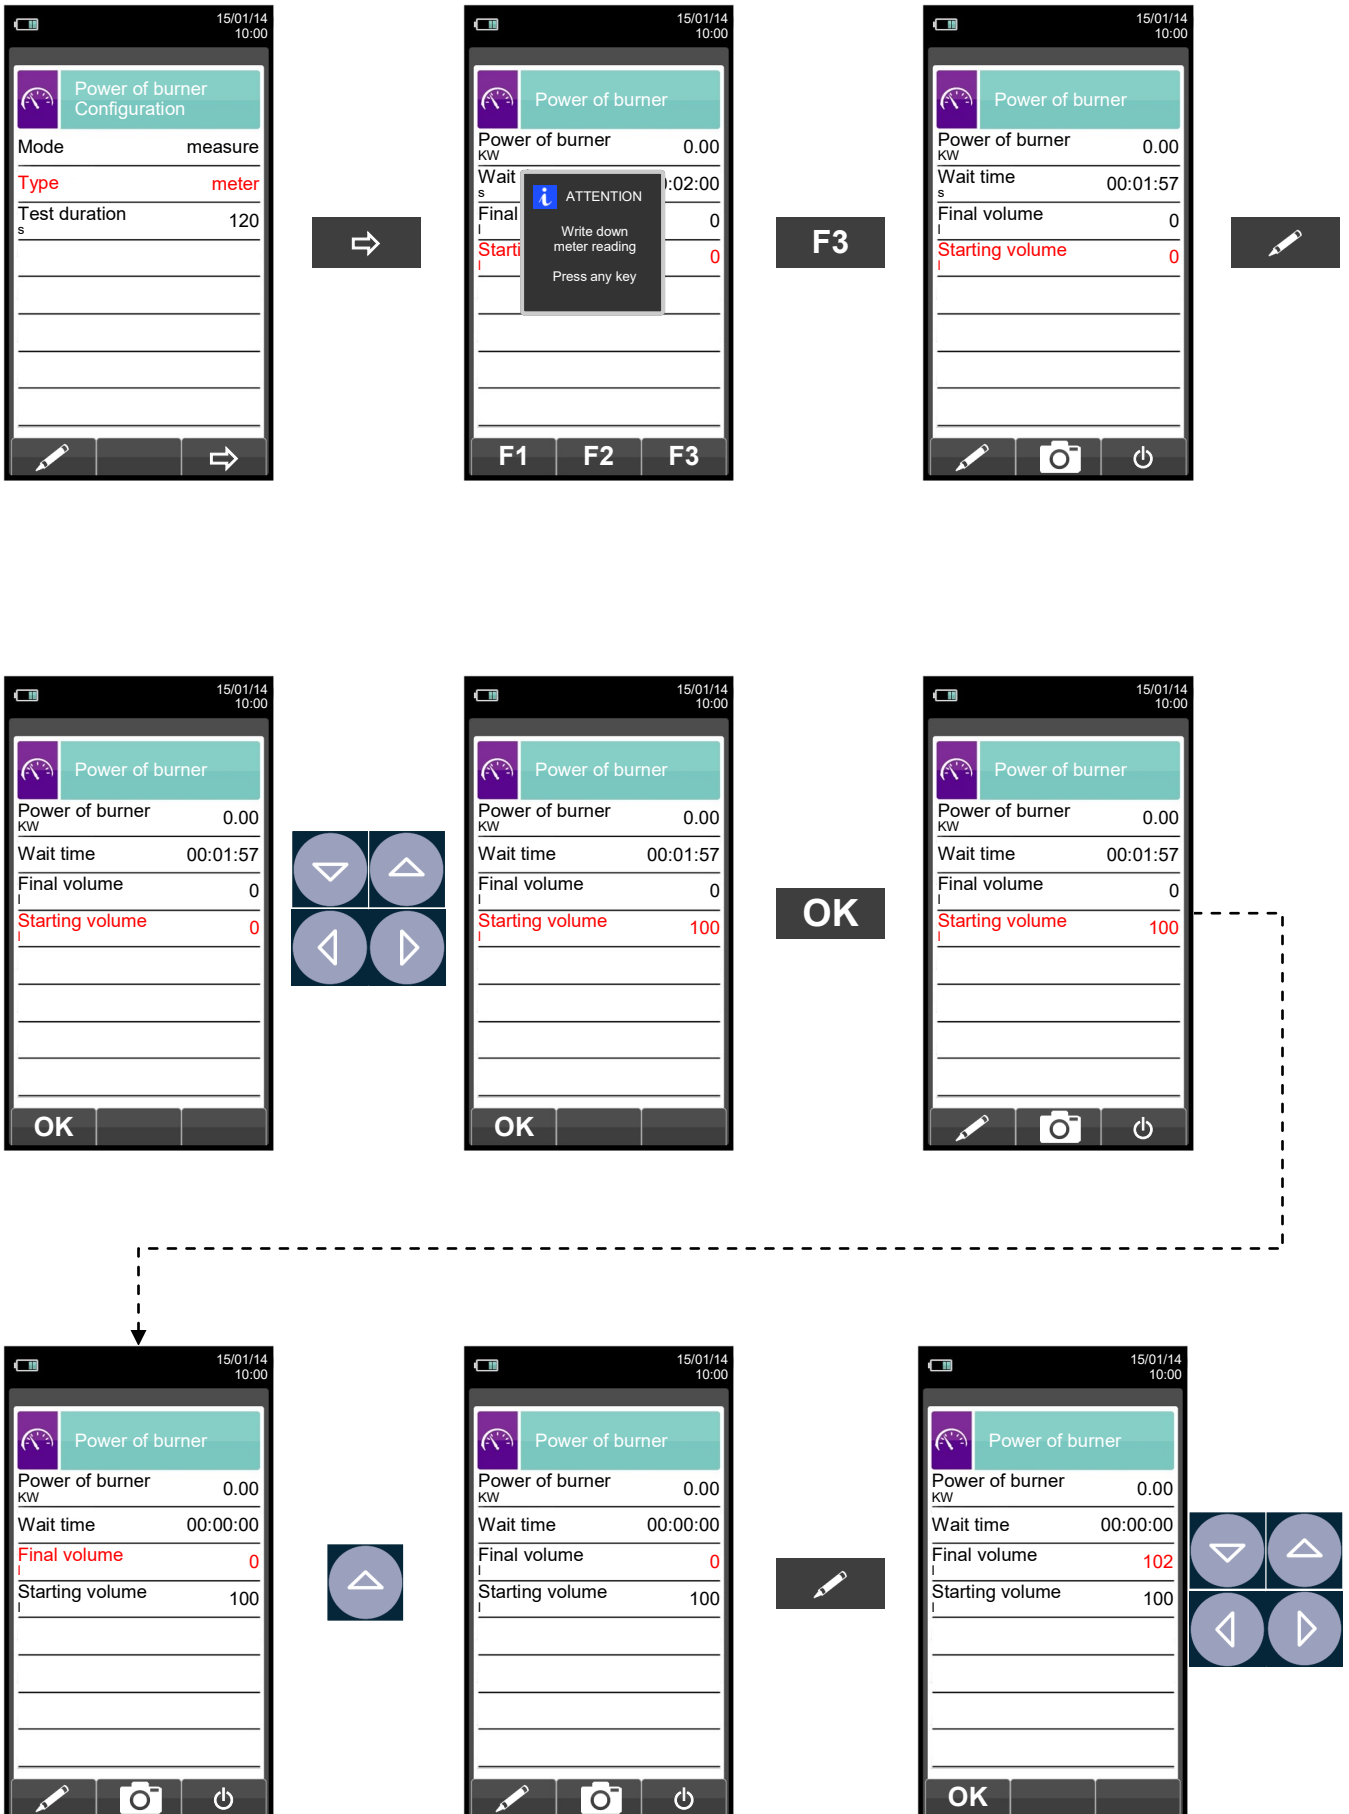 15/01/14
10:00
Power of burner
Configuration
Mode measure
Type meter
Test duration
s 120
15/01/14
10:00
Power of burner
Power of burner
KW 0.00
Wait :02:00
s
Final 0
l
Starti 0
l
ATTENTION
Write down
meter reading
Press any key
F1 F2 F3
F3
15/01/14
10:00
Power of burner
Power of burner
KW 0.00
Wait time
s 00:01:57
Final volume
l 0
Starting volume
l 0
15/01/14
10:00
Power of burner
Power of burner
KW 0.00
Wait time 00:01:57
Final volume
l 0
Starting volume
l 0
OK
15/01/14
10:00
Power of burner
Power of burner
KW 0.00
Wait time 00:01:57
Final volume
l 0
Starting volume
l 100
OK
OK
15/01/14
10:00
Power of burner
Power of burner
KW 0.00
Wait time 00:01:57
Final volume
l 0
Starting volume
l 100
15/01/14
10:00
Power of burner
Power of burner
KW 0.00
Wait time 00:00:00
Final volume
l 0
Starting volume
l 100
15/01/14
10:00
Power of burner
Power of burner
KW 0.00
Wait time 00:00:00
Final volume
l 0
Starting volume
l 100
15/01/14
10:00
Power of burner
Power of burner
KW 0.00
Wait time 00:00:00
Final volume
l 102
Starting volume
l 100
OK